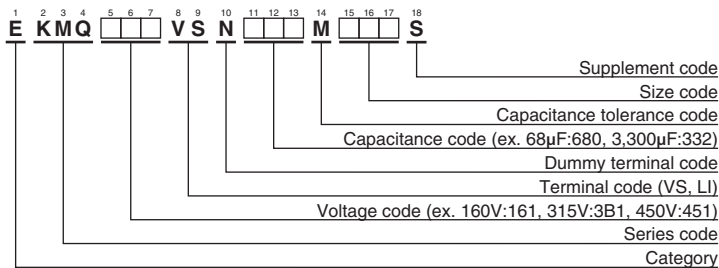 1 2 3 4 5 6 7 8 9 10 11 12 13 14 15 16 17 18
E KMQ □□□ VS N □□□ M □□□ S
Supplement code
Size code
Capacitance tolerance code
Capacitance code (ex. 68μF:680, 3,300μF:332)
Dummy terminal code
Terminal code (VS, LI)
Voltage code (ex. 160V:161, 315V:3B1, 450V:451)
Series code
Category